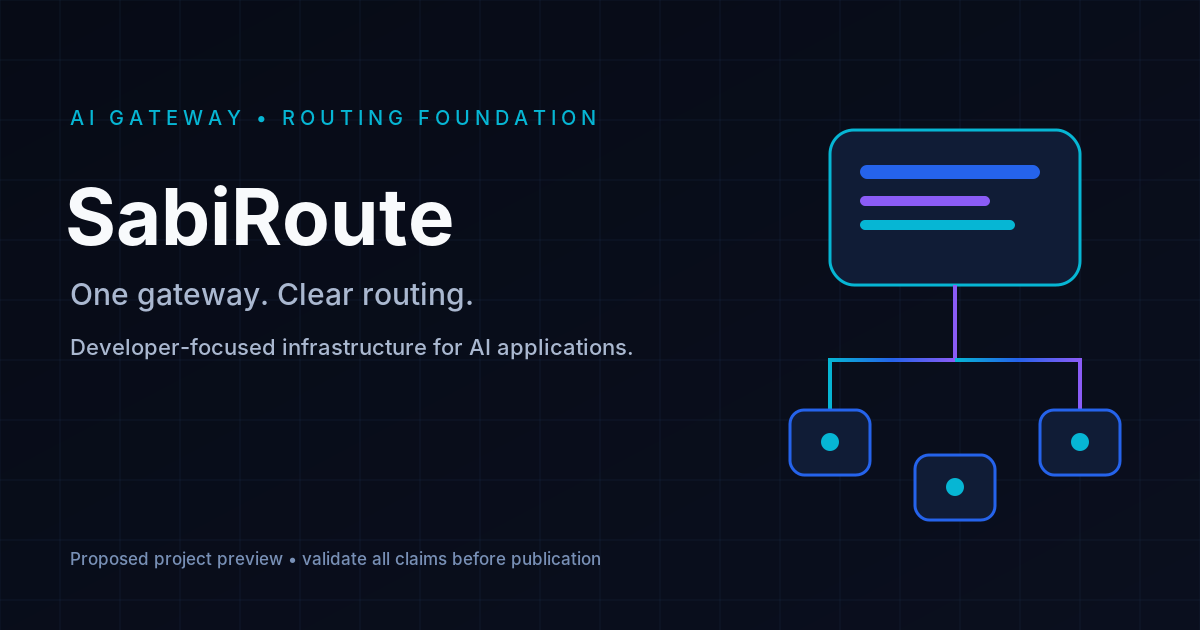 AI GATEWAY • ROUTING FOUNDATION
SabiRoute
One gateway. Clear routing.
Developer-focused infrastructure for AI applications.
Proposed project preview • validate all claims before publication